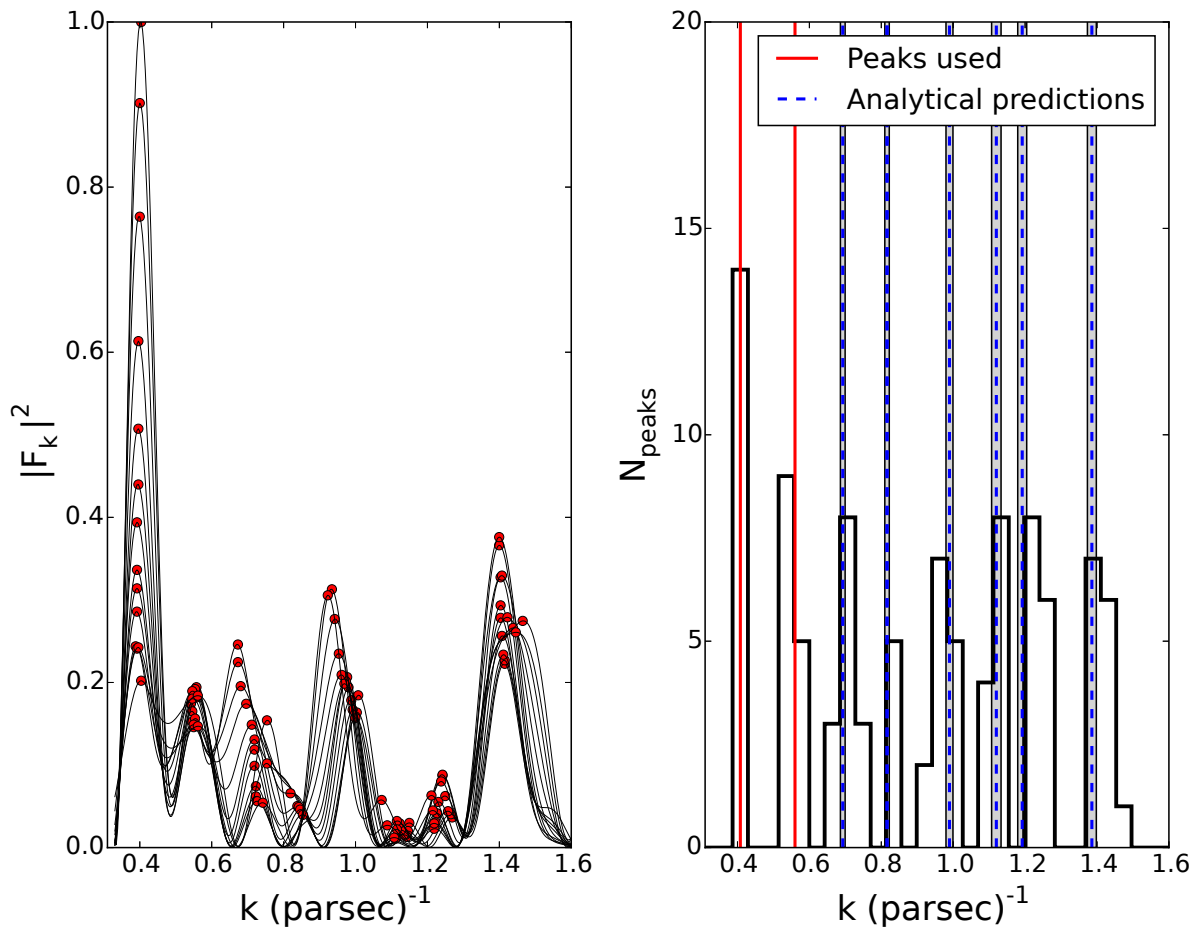 1.0
0.8
0.6
0.4
0.2
0.0
|F_k|^2
0.4 0.6 0.8 1.0 1.2 1.4 1.6
k (parsec)^-1
20
15
10
5
0
N_peaks
0.4 0.6 0.8 1.0 1.2 1.4 1.6
k (parsec)^-1
Peaks used
Analytical predictions